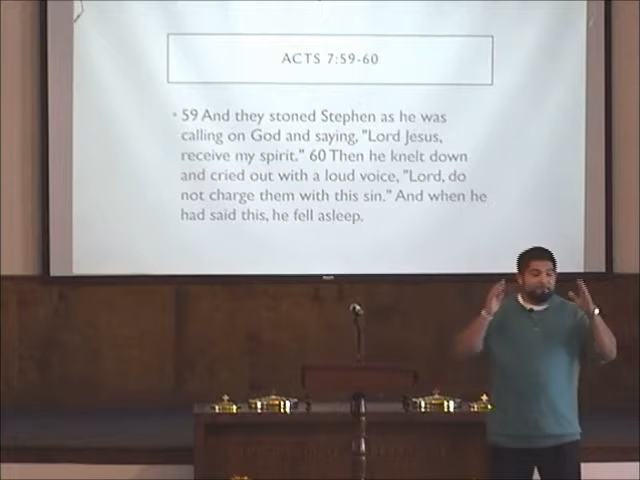 ACTS 7:59-60
• 59 And they stoned Stephen as he was
calling on God and saying, "Lord Jesus,
receive my spirit." 60 Then he knelt down
and cried out with a loud voice, "Lord, do
not charge them with this sin." And when he
had said this, he fell asleep.